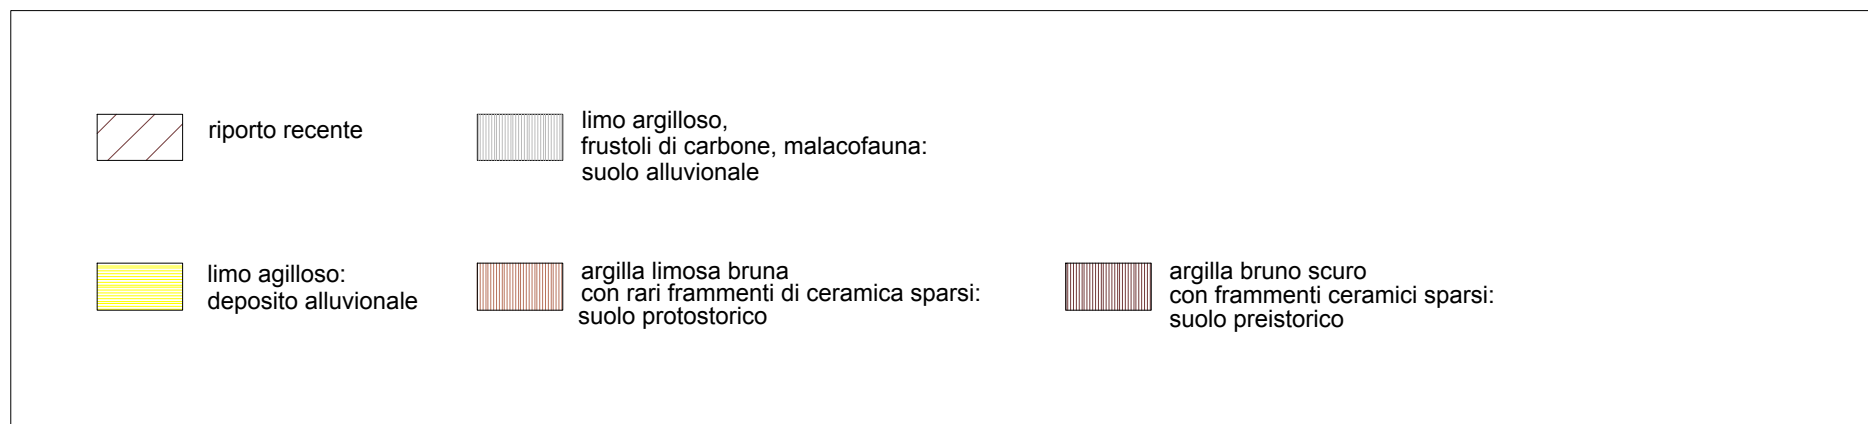 riporto recente
limo argilloso,
frustoli di carbone, malacofauna:
suolo alluvionale
limo agilloso:
deposito alluvionale
argilla limosa bruna
con rari frammenti di ceramica sparsi:
suolo protostorico
argilla bruno scuro
con frammenti ceramici sparsi:
suolo preistorico